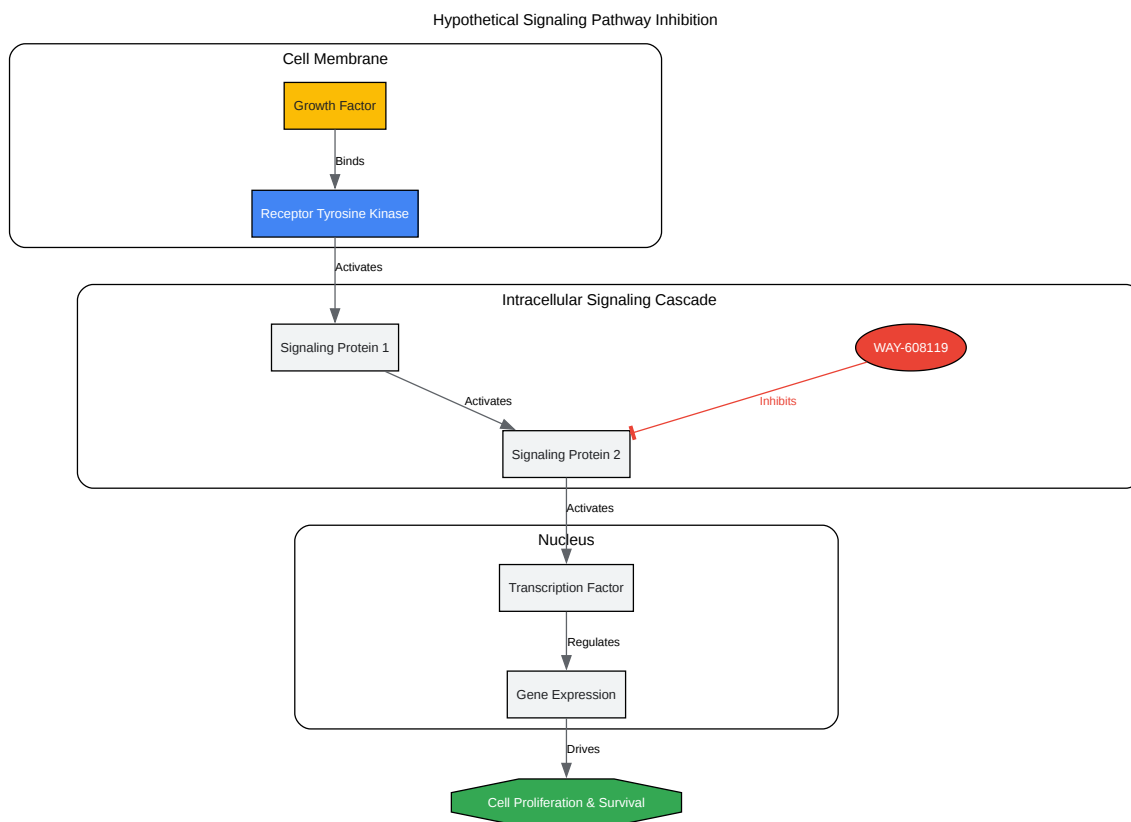 Hypothetical Signaling Pathway Inhibition
Cell Membrane
Growth Factor
Binds
Receptor Tyrosine Kinase
Activates
Intracellular Signaling Cascade
Signaling Protein 1
WAY-608119
Activates
Inhibits
Signaling Protein 2
Activates
Nucleus
Transcription Factor
Regulates
Gene Expression
Drives
Cell Proliferation & Survival